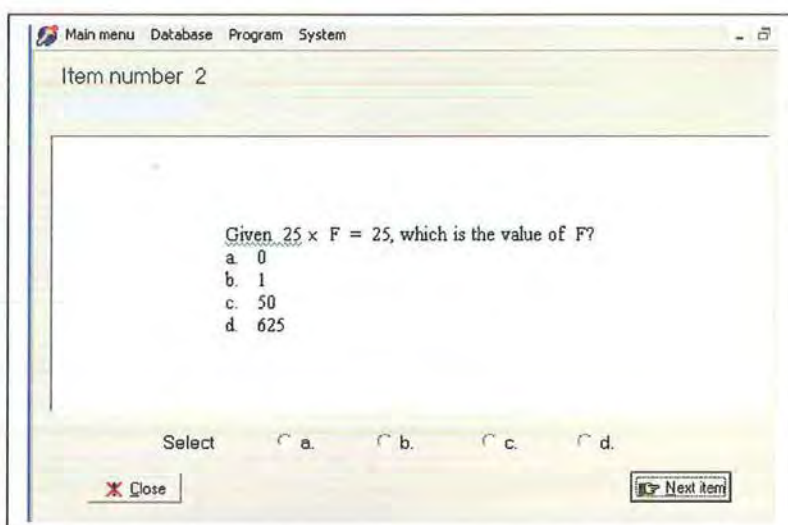 Main menu Database Program System
Item number 2
Given 25 × F = 25, which is the value of F?
a. 0
b. 1
c. 50
d. 625
Select a. b. c. d.
Close Next item